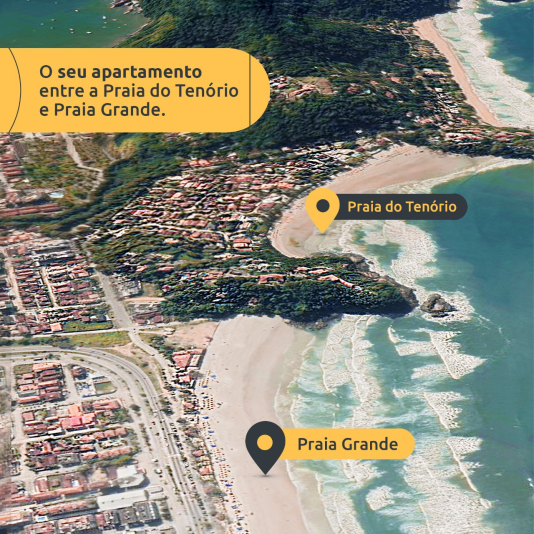 O seu apartamento
entre a Praia do Tenório
e Praia Grande.
Praia do Tenório
Praia Grande